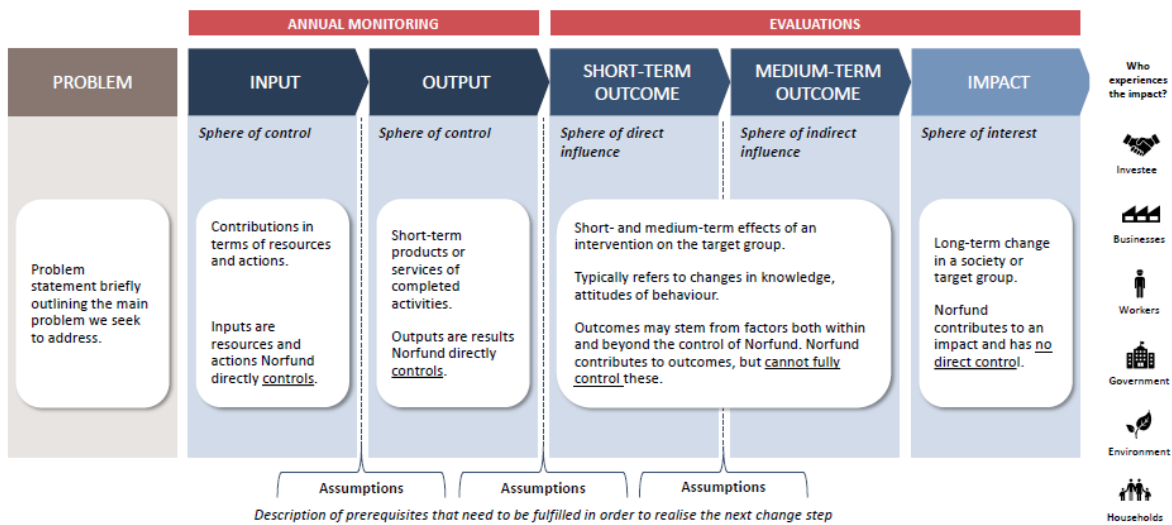 ANNUAL MONITORING
EVALUATIONS
PROBLEM
INPUT
OUTPUT
SHORT-TERM
OUTCOME
MEDIUM-TERM
OUTCOME
IMPACT
Who
experiences
the impact?
Sphere of control
Sphere of control
Sphere of direct
influence
Sphere of indirect
influence
Sphere of interest
Problem
statement briefly
outlining the main
problem we seek
to address.
Contributions in
terms of resources
and actions.
Inputs are
resources and
actions Norfund
directly controls.
Short-term
products or
services of
completed
activities.
Outputs are results
Norfund directly
controls.
Short- and medium-term effects of an
intervention on the target group.
Typically refers to changes in knowledge,
attitudes of behaviour.
Outcomes may stem from factors both within
and beyond the control of Norfund. Norfund
contributes to outcomes, but cannot fully
control these.
Long-term change
in a society or
target group.
Norfund
contributes to an
impact and has no
direct control.
Investee
Businesses
Workers
Government
Environment
Households
Assumptions
Assumptions
Assumptions
Description of prerequisites that need to be fulfilled in order to realise the next change step